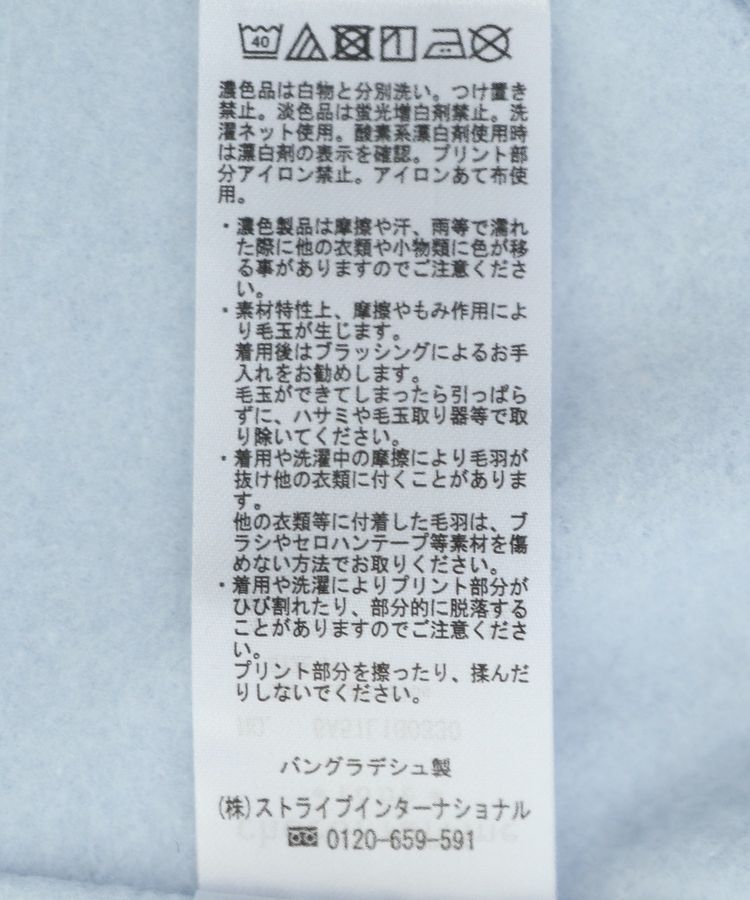 40
濃色品は白物と分別洗い。つけ置き
禁止。淡色品は蛍光増白剤禁止。洗
濯ネット使用。酸素系漂白剤使用時
は漂白剤の表示を確認。プリント部
分アイロン禁止。アイロンあて布使
用。
・濃色製品は摩擦や汗、雨等で濡れ
た際に他の衣類や小物類に色が移
る事がありますのでご注意くださ
い。
・素材特性上、摩擦やもみ作用によ
り毛玉が生じます。
着用後はブラッシングによるお手
入れをお勧めします。
毛玉ができてしまったら引っぱら
ずに、ハサミや毛玉取り器等で取
り除いてください。
・着用や洗濯中の摩擦により毛羽が
抜け他の衣類に付くことがありま
す。
他の衣類等に付着した毛羽は、ブ
ラシやセロハンテープ等素材を傷
めない方法でお取りください。
・着用や洗濯によりプリント部分が
ひび割れたり、部分的に脱落する
ことがありますのでご注意くださ
い。
プリント部分を擦ったり、揉んだ
りしないでください。
バングラデシュ製
(株)ストライプインターナショナル
0120-659-591